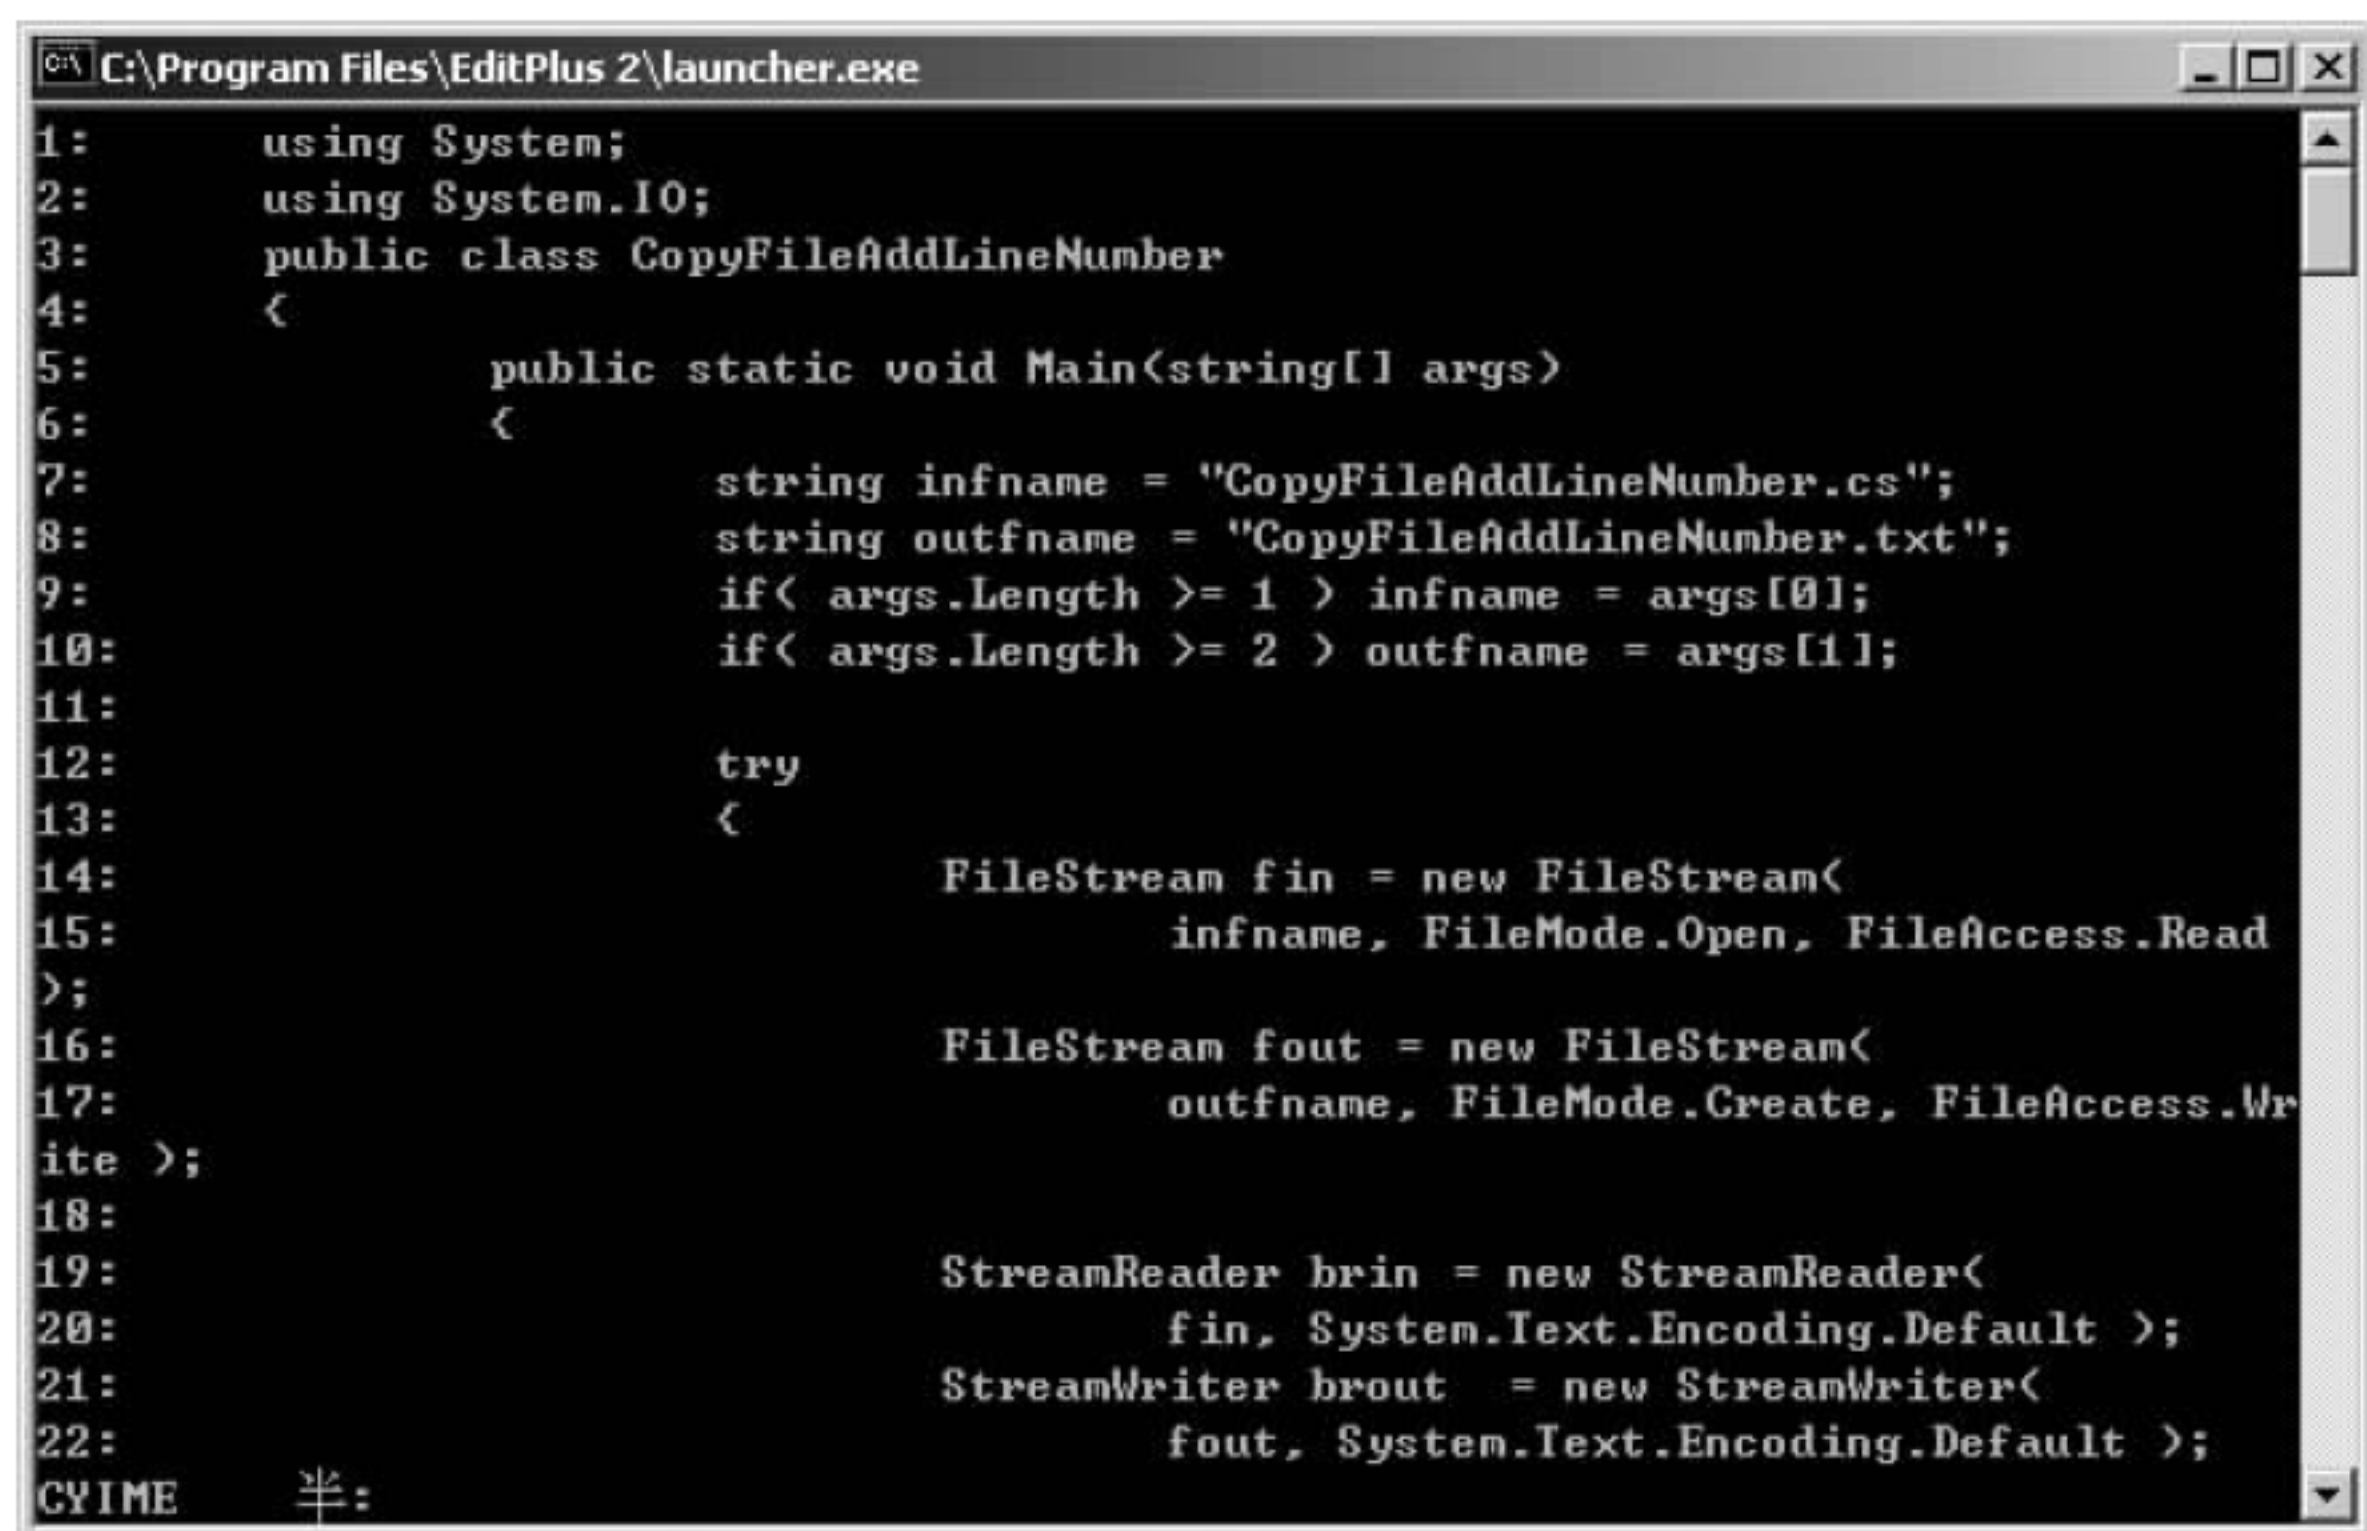 C:\Program Files\EditPlus 2\launcher.exe
1: using System;
2: using System.IO;
3: public class CopyFileAddLineNumber
4: {
5: public static void Main(string[] args)
6: {
7: string infname = "CopyFileAddLineNumber.cs";
8: string outfname = "CopyFileAddLineNumber.txt";
9: if( args.Length >= 1 ) infname = args[0];
10: if( args.Length >= 2 ) outfname = args[1];
11:
12: try
13: {
14: FileStream fin = new FileStream(
15: infname, FileMode.Open, FileAccess.Read
);
16: FileStream fout = new FileStream(
17: outfname, FileMode.Create, FileAccess.Wr
ite );
18:
19: StreamReader brin = new StreamReader(
20: fin, System.Text.Encoding.Default );
21: StreamWriter brout  = new StreamWriter(
22: fout, System.Text.Encoding.Default );
CYIME 半: